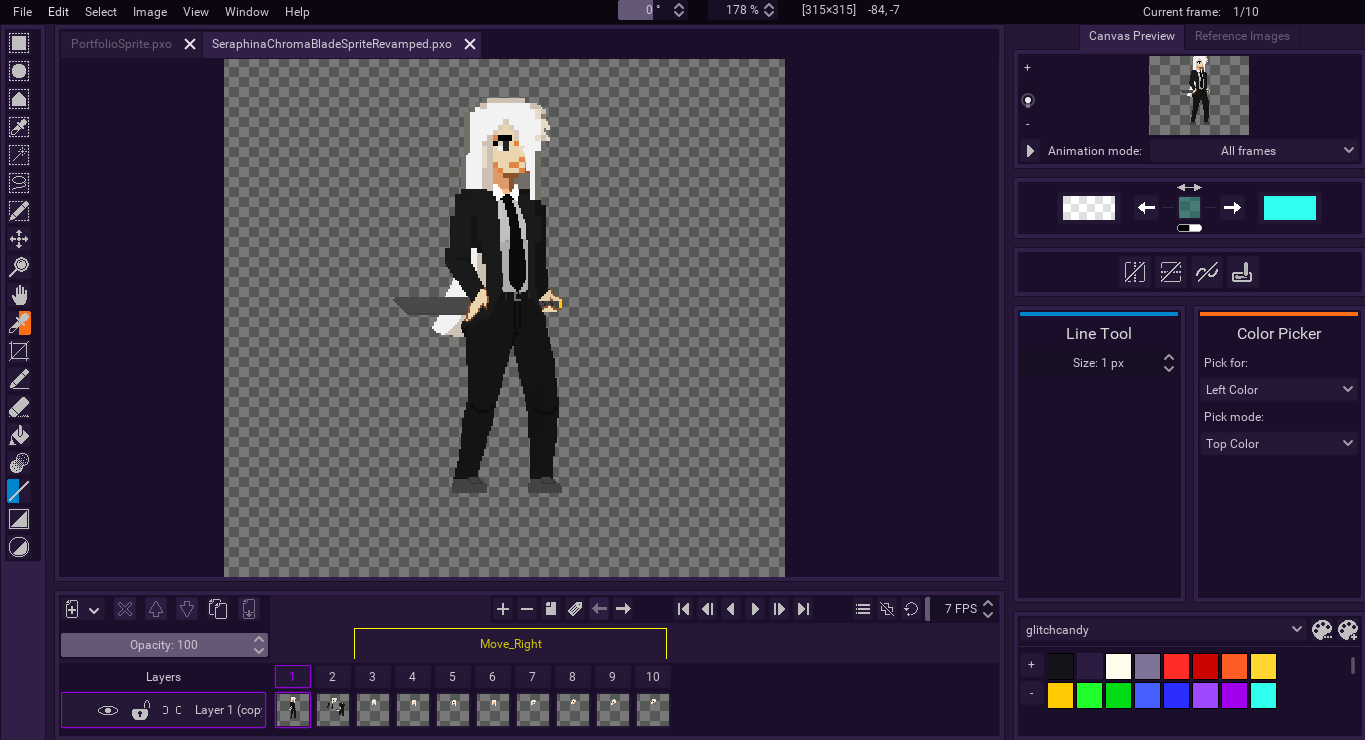 File Edit Select Image View Window Help
0 ° 178 % [315×315] -84, -7
Current frame: 1/10
PortfolioSprite.pxo SeraphinaChromaBladeSpriteRevamped.pxo
Canvas Preview Reference Images
+
-
Animation mode: All frames
Line Tool
Size: 1 px
Color Picker
Pick for:
Left Color
Pick mode:
Top Color
7 FPS
Opacity: 100
Move_Right
Layers 1 2 3 4 5 6 7 8 9 10
Layer 1 (cop
glitchcandy
+
-